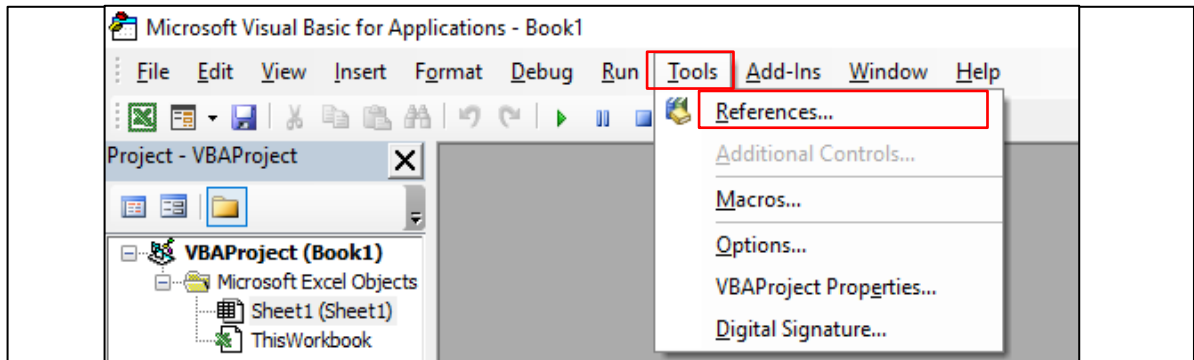 Microsoft Visual Basic for Applications - Book1
File Edit View Insert Format Debug Run Tools Add-Ins Window Help
References...
Project - VBAProject
Additional Controls...
Macros...
VBAProject (Book1)
Options...
Microsoft Excel Objects
VBAProject Properties...
Sheet1 (Sheet1)
Digital Signature...
ThisWorkbook